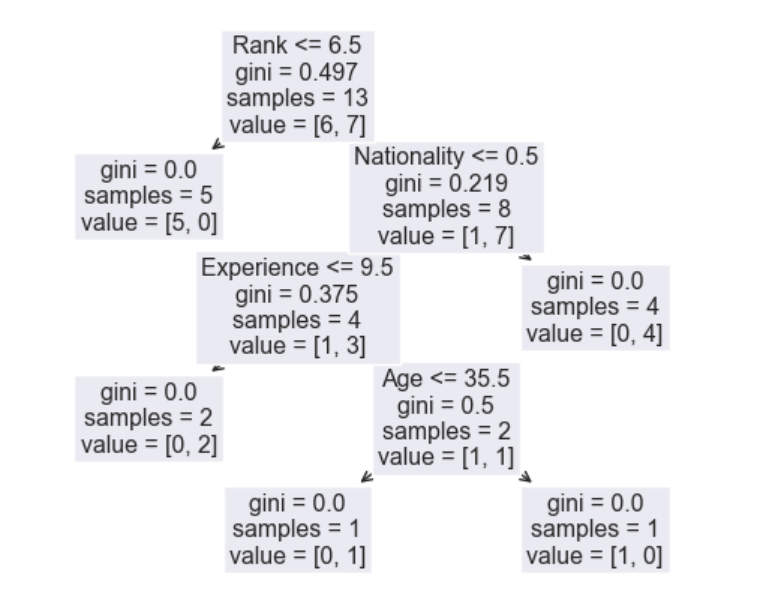 Rank <= 6.5
gini = 0.497
samples = 13
value = [6, 7]
gini = 0.0
samples = 5
value = [5, 0]
Nationality <= 0.5
gini = 0.219
samples = 8
value = [1, 7]
Experience <= 9.5
gini = 0.375
samples = 4
value = [1, 3]
gini = 0.0
samples = 4
value = [0, 4]
gini = 0.0
samples = 2
value = [0, 2]
Age <= 35.5
gini = 0.5
samples = 2
value = [1, 1]
gini = 0.0
samples = 1
value = [0, 1]
gini = 0.0
samples = 1
value = [1, 0]